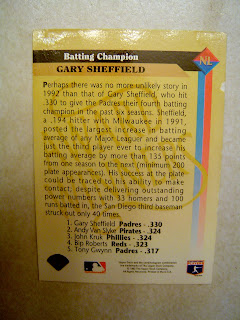 Batting Champion
NL
GARY SHEFFIELD
Perhaps there was no more unlikely story in
1992 than that of Gary Sheffield, who hit
.330 to give the Padres their fourth batting
champion in the past six seasons. Sheffield,
a .194 hitter with Milwaukee in 1991,
posted the largest increase in batting
average of any Major Leaguer and became
just the third player ever to increase his
batting average by more than 135 points
from one season to the next (minimum 200
plate appearances). His success at the plate
could be traced to his ability to make
contact; despite delivering outstanding
power numbers with 33 homers and 100
runs batted in, the San Diego third baseman
struck out only 40 times.
1. Gary Sheffield Padres - .330
2. Andy Van Slyke Pirates - .324
3. John Kruk Phillies - .324
4. Bip Roberts Reds - .323
5. Tony Gwynn Padres - .317